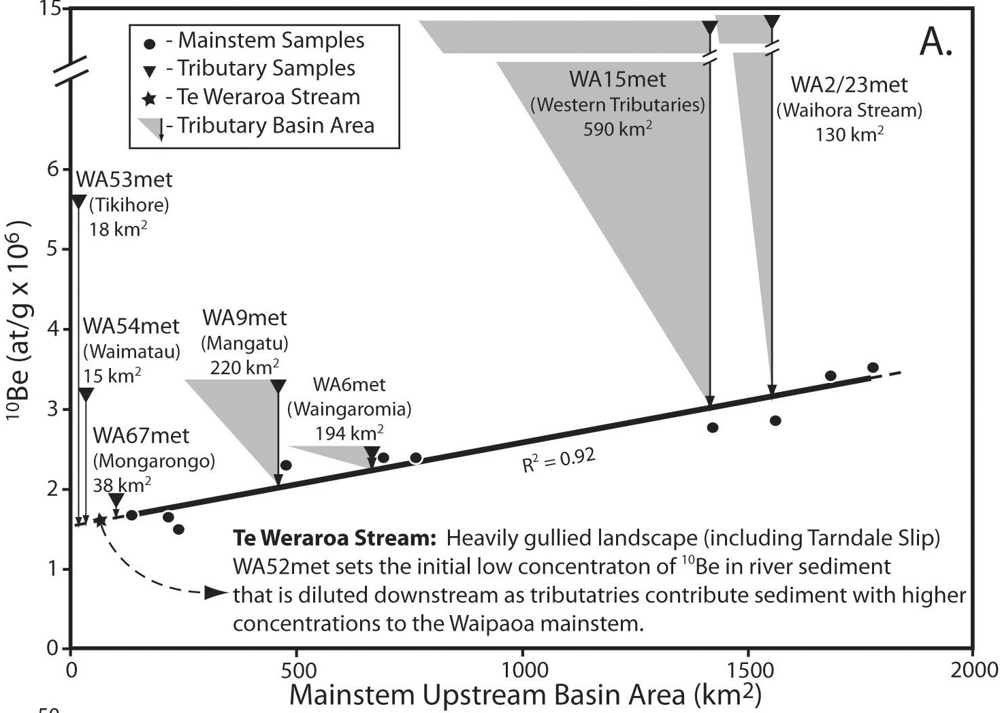 15
A.
- Mainstem Samples
- Tributary Samples
- Te Weraroa Stream
- Tributary Basin Area
WA15met
(Western Tributaries)
590 km²
WA2/23met
(Waihora Stream)
130 km²
6
WA53met
(Tikihore)
18 km²
5
4
WA54met
(Waimatau)
15 km²
WA9met
(Mangatu)
220 km²
WA6met
(Waingaromia)
194 km²
3
WA67met
(Mongarongo)
38 km²
2
R² = 0.92
1
Te Weraroa Stream: Heavily gullied landscape (including Tarndale Slip)
WA52met sets the initial low concentraton of ¹⁰Be in river sediment
that is diluted downstream as tributatries contribute sediment with higher
concentrations to the Waipaoa mainstem.
0
¹⁰Be (at/g x 10⁶)
0 500 1000 1500 2000
Mainstem Upstream Basin Area (km²)
50